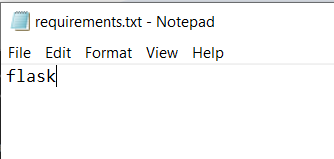 requirements.txt - Notepad
File Edit Format View Help
flask